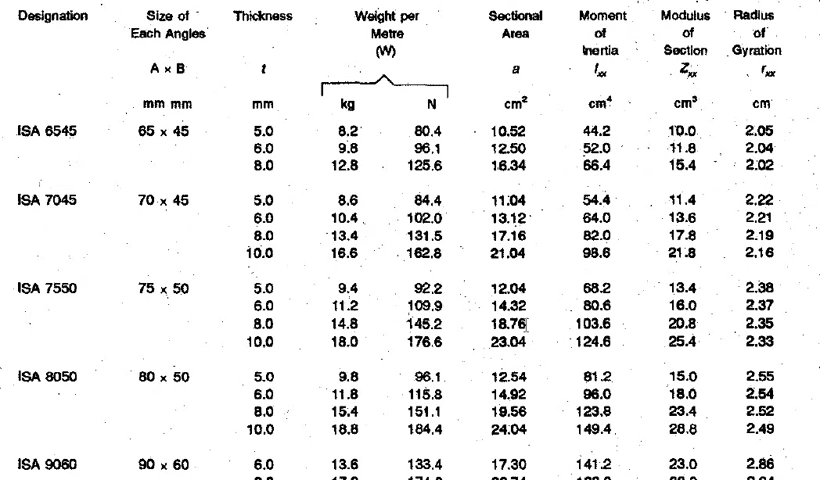 Designation Size of Thickness Weight per Sectional Moment Modulus Radius
Each Angles Metre Area of of of
(W) Inertia Section Gyration
A × B t a Ixx Zxx rxx
mm mm mm kg N cm² cm⁴ cm³ cm
ISA 6545 65 × 45 5.0 8.2 80.4 10.52 44.2 10.0 2.05
6.0 9.8 96.1 12.50 52.0 11.8 2.04
8.0 12.8 125.6 16.34 66.4 15.4 2.02
ISA 7045 70 × 45 5.0 8.6 84.4 11.04 54.4 11.4 2.22
6.0 10.4 102.0 13.12 64.0 13.6 2.21
8.0 13.4 131.5 17.16 82.0 17.8 2.19
10.0 16.6 162.8 21.04 98.6 21.8 2.16
ISA 7550 75 × 50 5.0 9.4 92.2 12.04 68.2 13.4 2.38
6.0 11.2 109.9 14.32 80.6 16.0 2.37
8.0 14.8 145.2 18.76 103.6 20.8 2.35
10.0 18.0 176.6 23.04 124.6 25.4 2.33
ISA 8050 80 × 50 5.0 9.8 96.1 12.54 81.2 15.0 2.55
6.0 11.8 115.8 14.92 96.0 18.0 2.54
8.0 15.4 151.1 19.56 123.8 23.4 2.52
10.0 18.8 184.4 24.04 149.4 28.8 2.49
ISA 9060 90 × 60 6.0 13.6 133.4 17.30 141.2 23.0 2.86